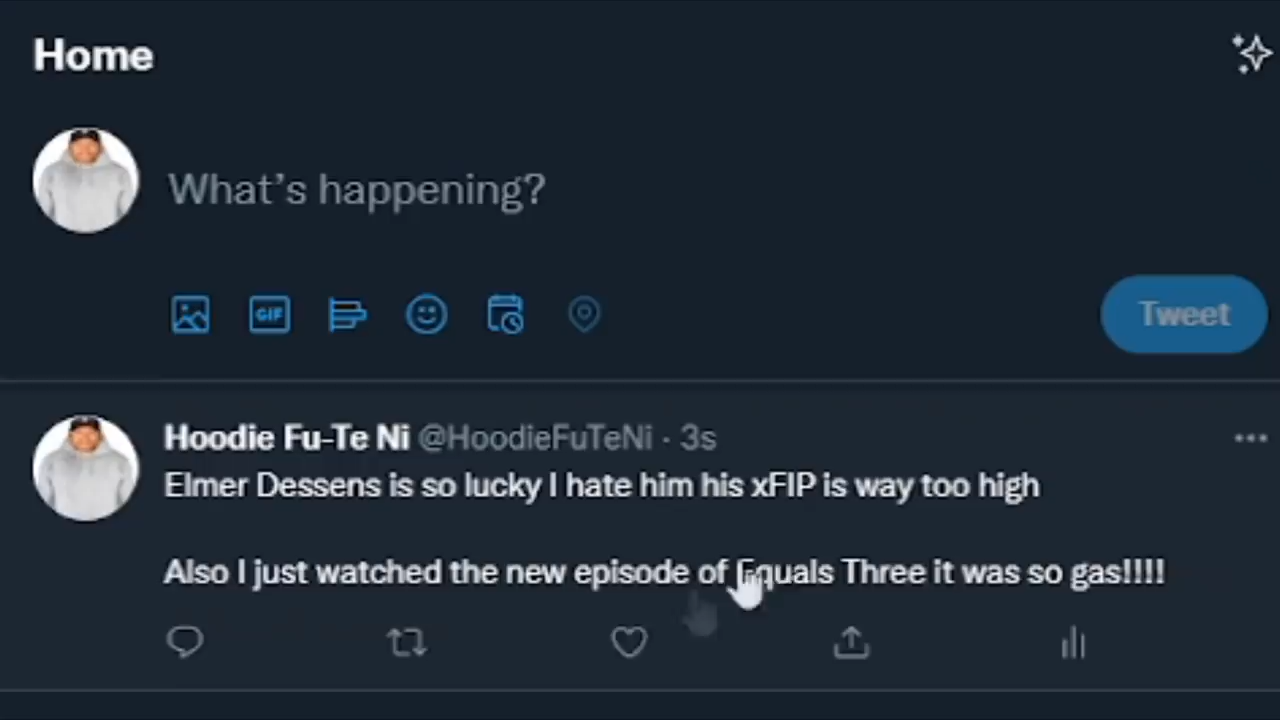 Home
What's happening?
GIF
Tweet
Hoodie Fu-Te Ni @HoodieFuTeNi · 3s
Elmer Dessens is so lucky I hate him his xFIP is way too high
Also I just watched the new episode of Equals Three it was so gas!!!!